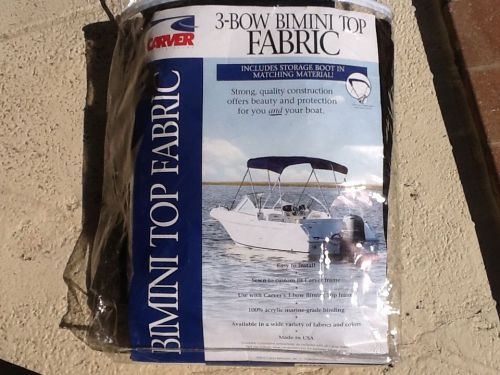 CARVER
3-BOW BIMINI TOP
FABRIC
INCLUDES STORAGE BOOT IN
MATCHING MATERIAL!
Strong, quality construction
offers beauty and protection
for you and your boat.
BIMINI TOP FABRIC
Easy to Install
Sewn to custom fit Carver frame
Use with Carver's 3-bow Bimini Top frame
100% acrylic marine-grade binding
Available in a wide variety of fabrics and colors
Made in USA